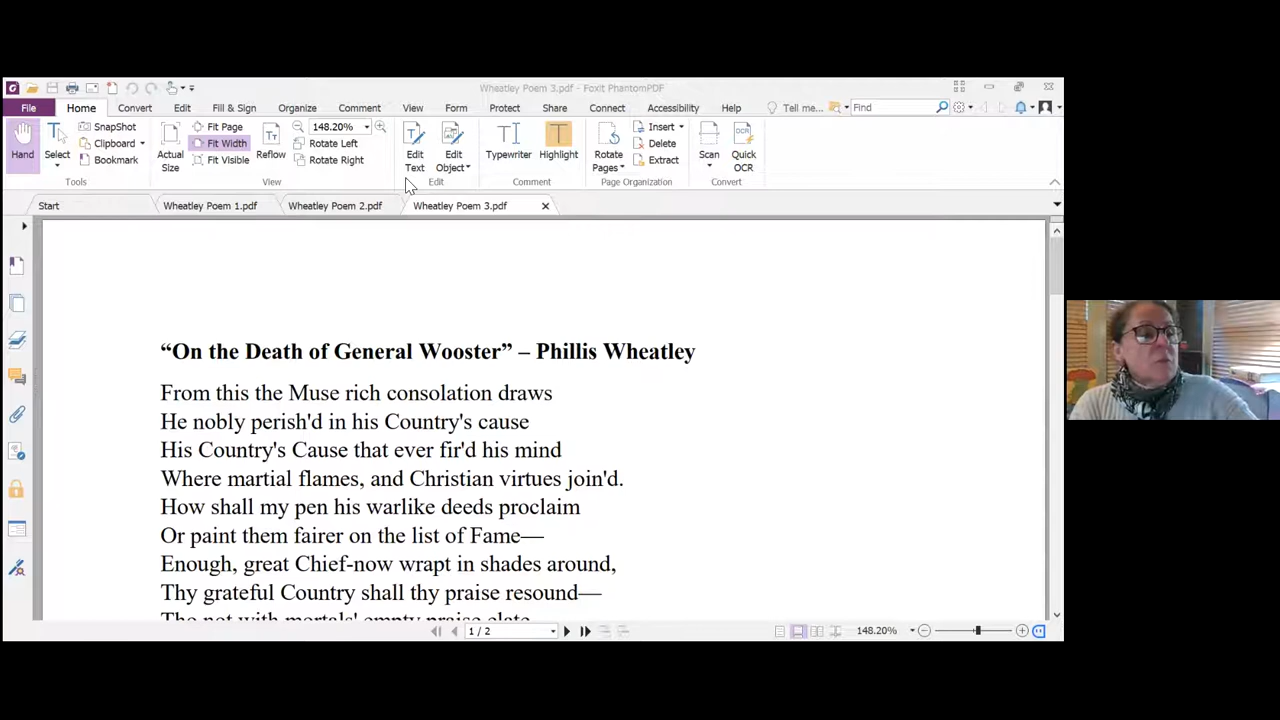 Wheatley Poem 3.pdf - Foxit PhantomPDF
File Home Convert Edit Fill & Sign Organize Comment View Form Protect Share Connect Accessibility Help Tell me... Find
Hand
Select
SnapShot
Clipboard
Bookmark
Tools
Actual Size
Fit Page
Fit Width
Fit Visible
Reflow
148.20%
Rotate Left
Rotate Right
View
Edit Text
Edit Object
Edit
Typewriter
Highlight
Comment
Rotate Pages
Insert
Delete
Extract
Page Organization
Scan
Quick OCR
Convert
Start Wheatley Poem 1.pdf Wheatley Poem 2.pdf Wheatley Poem 3.pdf
“On the Death of General Wooster” – Phillis Wheatley
From this the Muse rich consolation draws
He nobly perish'd in his Country's cause
His Country's Cause that ever fir'd his mind
Where martial flames, and Christian virtues join'd.
How shall my pen his warlike deeds proclaim
Or paint them fairer on the list of Fame—
Enough, great Chief-now wrapt in shades around,
Thy grateful Country shall thy praise resound—
Tho not with mortals' empty praise elate
1 / 2 148.20%